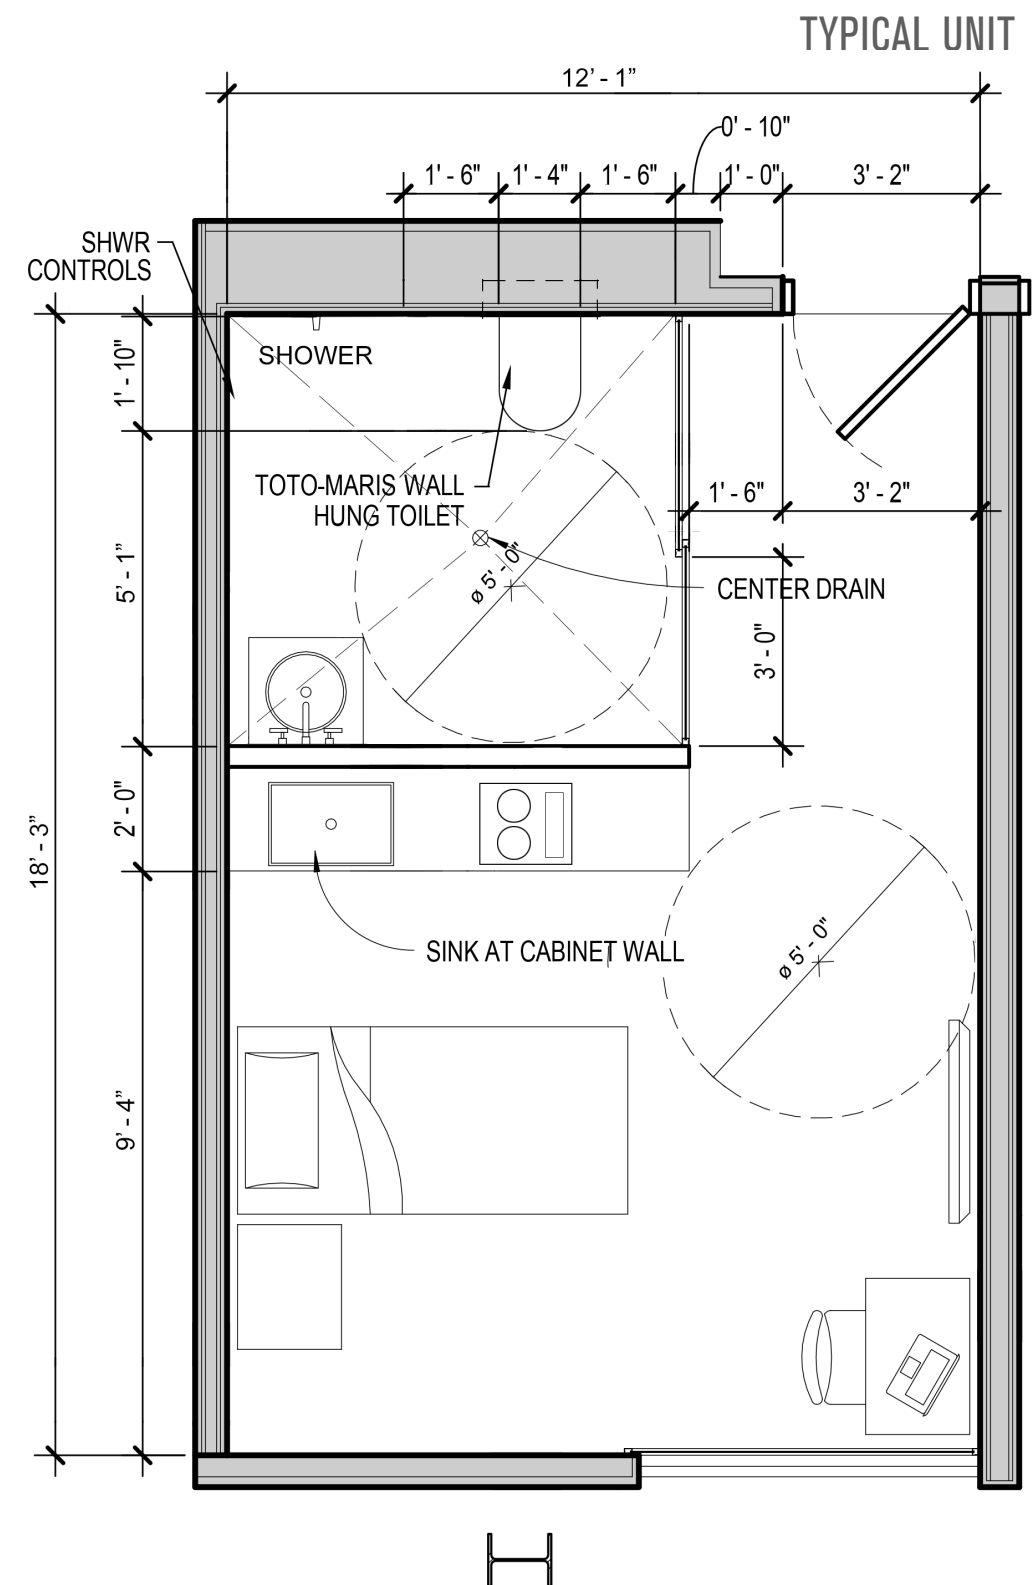 TYPICAL UNIT
12’ - 1”
0' - 10"
1' - 6"
1' - 4"
1' - 6"
1' - 0"
3' - 2"
SHWR
CONTROLS
SHOWER
1' - 10"
TOTO-MARIS WALL
HUNG TOILET
1' - 6"
3' - 2"
ø 5' - 0"
CENTER DRAIN
5' - 1"
3' - 0"
2' - 0"
18’ - 3”
SINK AT CABINET WALL
ø 5' - 0"
9’ - 4”